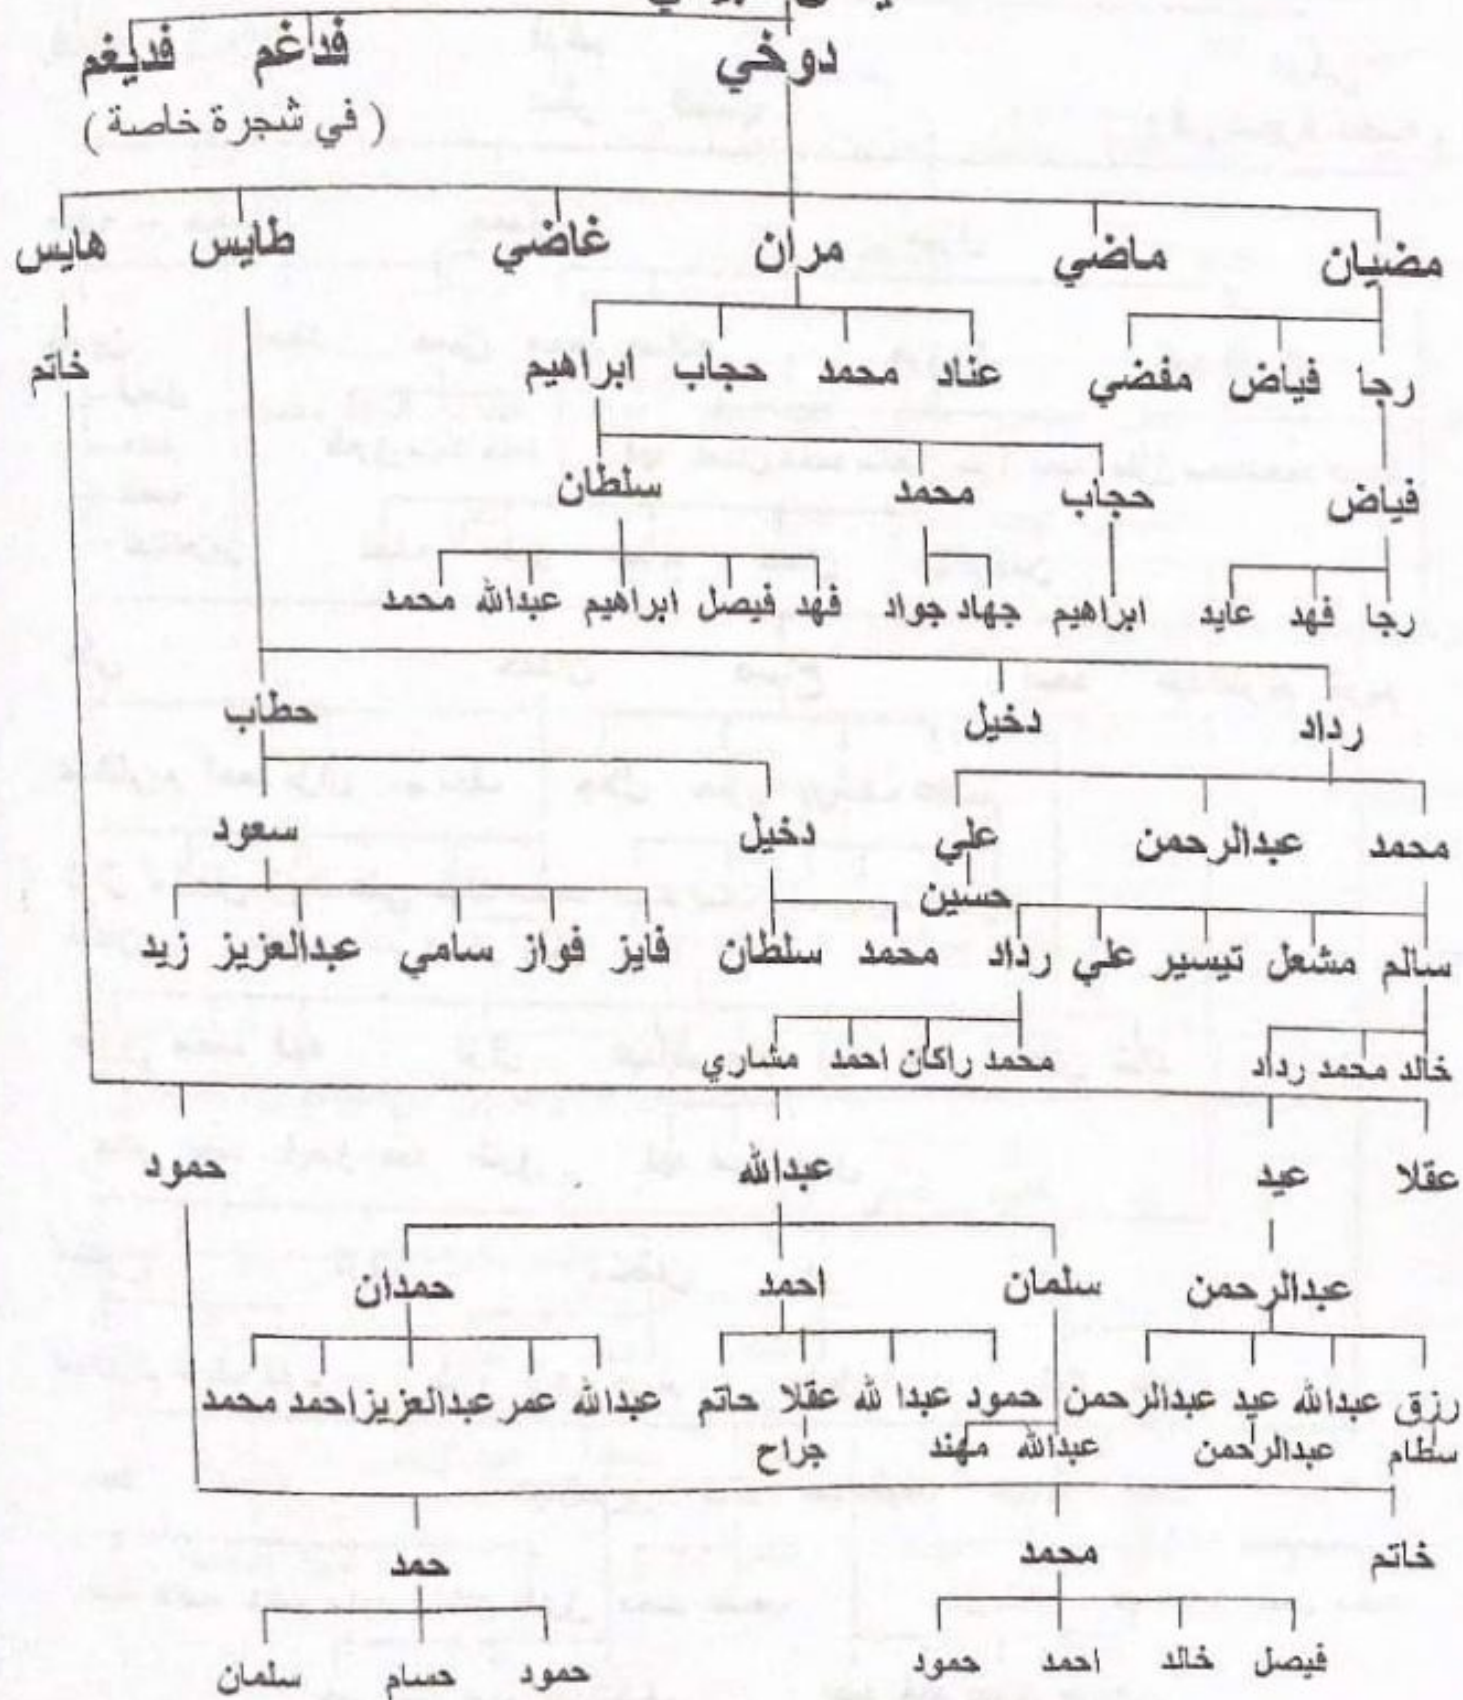 دوخي فداغم فديغم
( في شجرة خاصة )
مضيان ماضي مران غاضي طايس هايس
رجا فياض مفضي عناد محمد حجاب ابراهيم خاتم
فياض حجاب محمد سلطان
رجا فهد عايد ابراهيم جهاد جواد فهد فيصل ابراهيم عبدالله محمد
رداد دخيل حطاب
محمد عبدالرحمن علي دخيل سعود
حسين
سالم مشعل تيسير علي رداد محمد سلطان فايز فواز سامي عبدالعزيز زيد
خالد محمد رداد محمد راكان احمد مشاري
عقلا عيد عبدالله حمود
عبدالرحمن سلمان احمد حمدان
رزق عبدالله عيد عبدالرحمن حمود عبدا لله عقلا حاتم عبدالله عمر عبدالعزيز احمد محمد
سطام عبدالرحمن عبدالله مهند جراح
خاتم محمد حمد
فيصل خالد احمد حمود حمود حسام سلمان